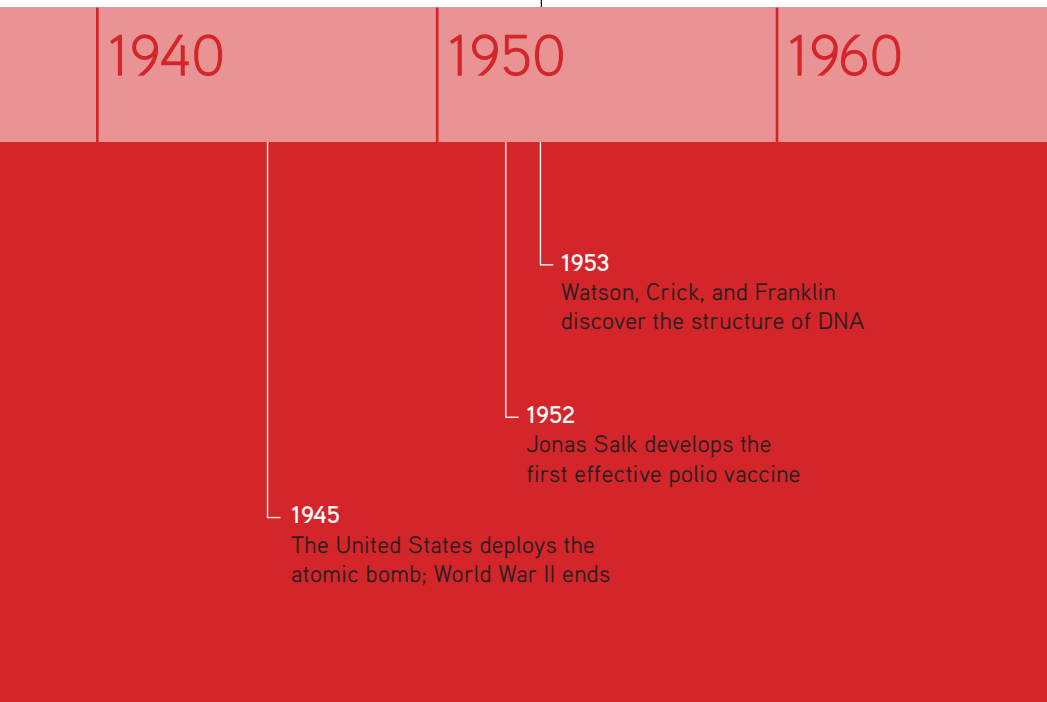 1940
1950
1960
1953
Watson, Crick, and Franklin
discover the structure of DNA
1952
Jonas Salk develops the
first effective polio vaccine
1945
The United States deploys the
atomic bomb; World War II ends